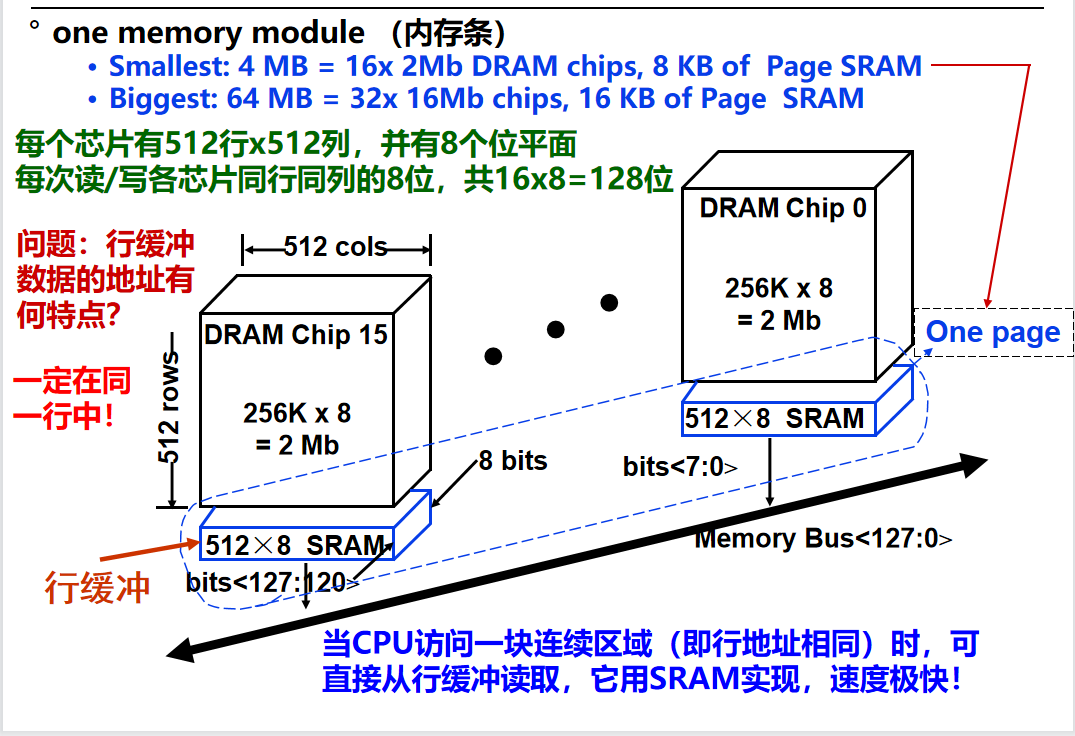 ° one memory module （内存条）
• Smallest: 4 MB = 16x 2Mb DRAM chips, 8 KB of Page SRAM
• Biggest: 64 MB = 32x 16Mb chips, 16 KB of Page SRAM
每个芯片有512行x512列，并有8个位平面
每次读/写各芯片同行同列的8位，共16x8=128位
问题：行缓冲
数据的地址有
何特点？
一定在同
一行中！
512 cols
DRAM Chip 15
256K x 8
= 2 Mb
512 rows
512×8 SRAM
8 bits
bits<127:120>
行缓冲
DRAM Chip 0
256K x 8
= 2 Mb
One page
512×8 SRAM
bits<7:0>
Memory Bus<127:0>
当CPU访问一块连续区域（即行地址相同）时，可
直接从行缓冲读取，它用SRAM实现，速度极快！